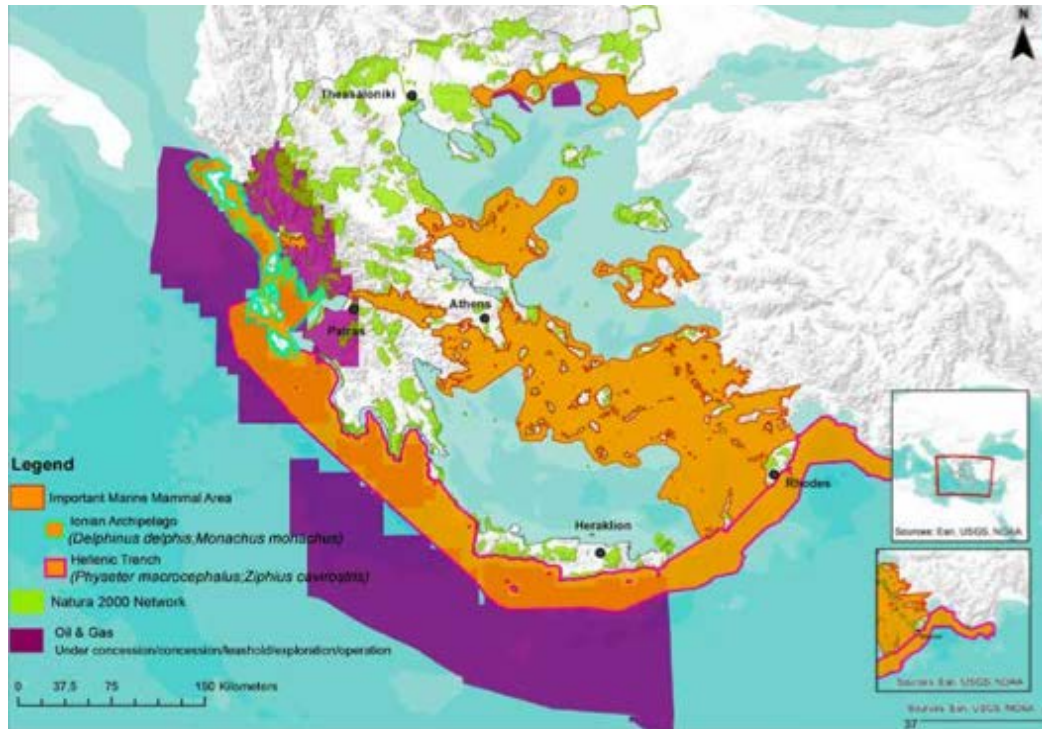 N
Thessaloniki
Athens
Patras
Rhodes
Heraklion
Legend
Important Marine Mammal Area
Ionian Archipelago
(Delphinus delphis;Monachus monachus)
Hellenic Trench
(Physeter macrocephalus;Ziphius cavirostris)
Natura 2000 Network
Oil & Gas
Under concession/concession/leashold/exploration/operation
0 37,5 75 150 Kilometers
Sources: Esri, USGS, NOAA
Sources: Esri, USGS, NOAA
Sources: Esri, USGS, NOAA
37